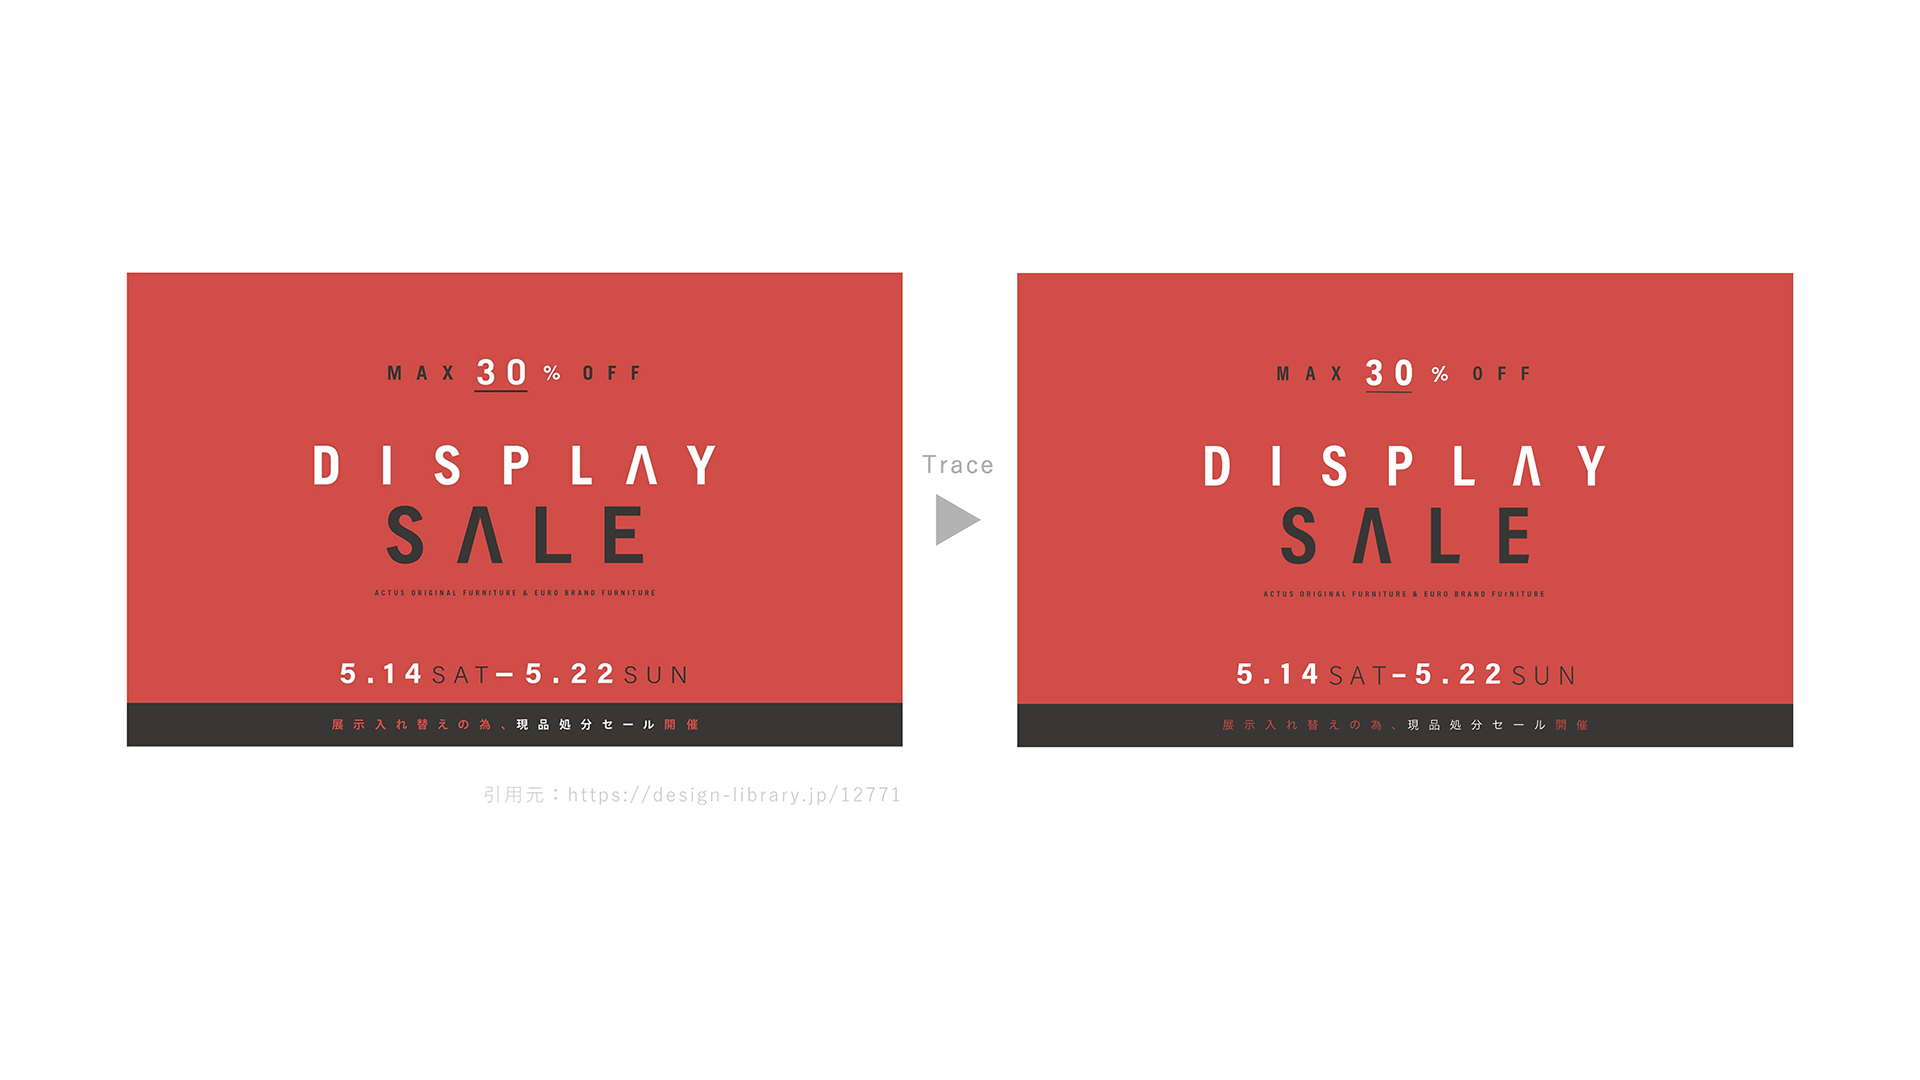 MAX 30 % OFF
DISPLAY
SALE
ACTUS ORIGINAL FURNITURE & EURO BRAND FURNITURE
5.14 SAT – 5.22 SUN
展示入れ替えの為、現品処分セール開催
引用元：https://design-library.jp/12771
Trace
MAX 30 % OFF
DISPLAY
SALE
ACTUS ORIGINAL FURNITURE & EURO BRAND FUrNITURE
5.14 SAT – 5.22 SUN
展示入れ替えの為、現品処分セール開催